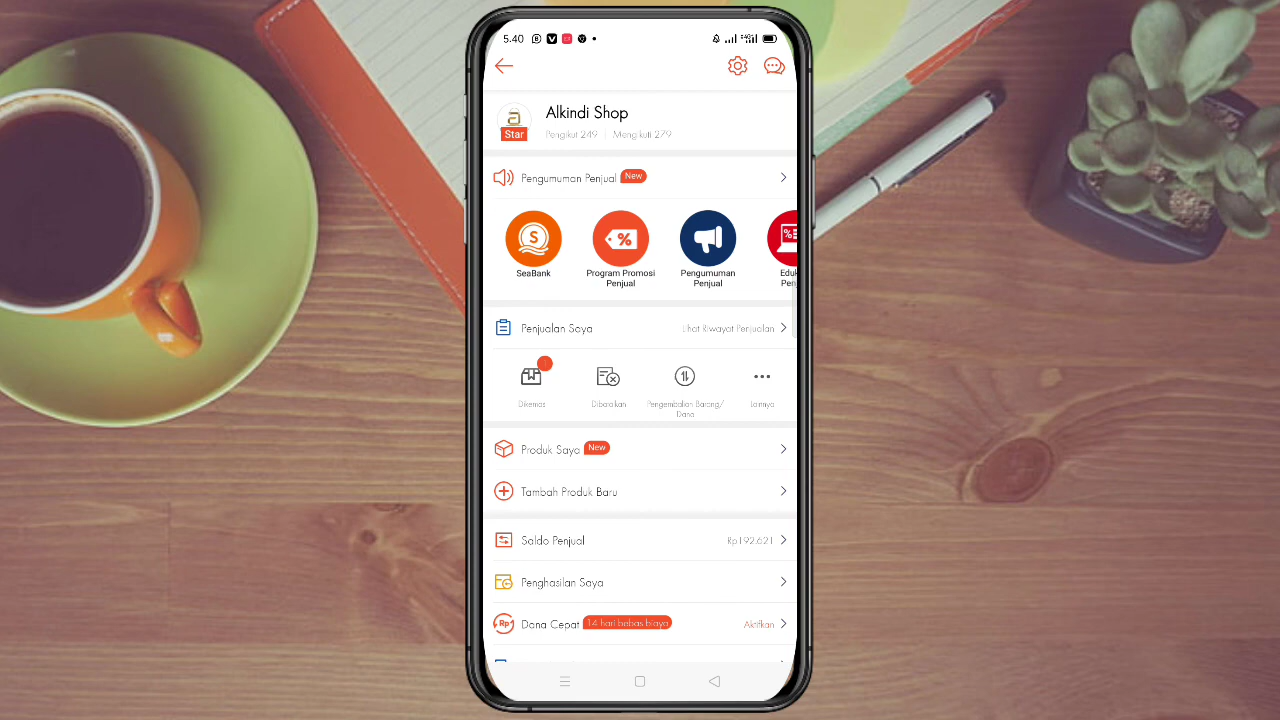 5.40
Alkindi Shop
Star
Pengikut 249 | Mengikuti 279
Pengumuman Penjual New
SeaBank
Program Promosi Penjual
Pengumuman Penjual
Penjualan Saya
Lihat Riwayat Penjualan
1
Dikemas
Dibatalkan
Pengembalian Barang/
Dana
Lainnya
Produk Saya New
Tambah Produk Baru
Saldo Penjual
Rp192.621
Penghasilan Saya
Dana Cepat 14 hari bebas biaya
Aktifkan